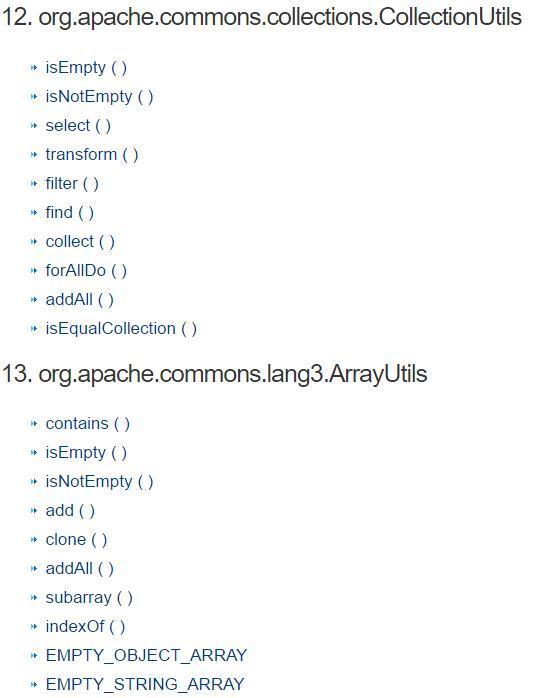 12. org.apache.commons.collections.CollectionUtils
isEmpty ( )
isNotEmpty ( )
select ( )
transform ( )
filter ( )
find ( )
collect ( )
forAllDo ( )
addAll ( )
isEqualCollection ( )
13. org.apache.commons.lang3.ArrayUtils
contains ( )
isEmpty ( )
isNotEmpty ( )
add ( )
clone ( )
addAll ( )
subarray ( )
indexOf ( )
EMPTY_OBJECT_ARRAY
EMPTY_STRING_ARRAY